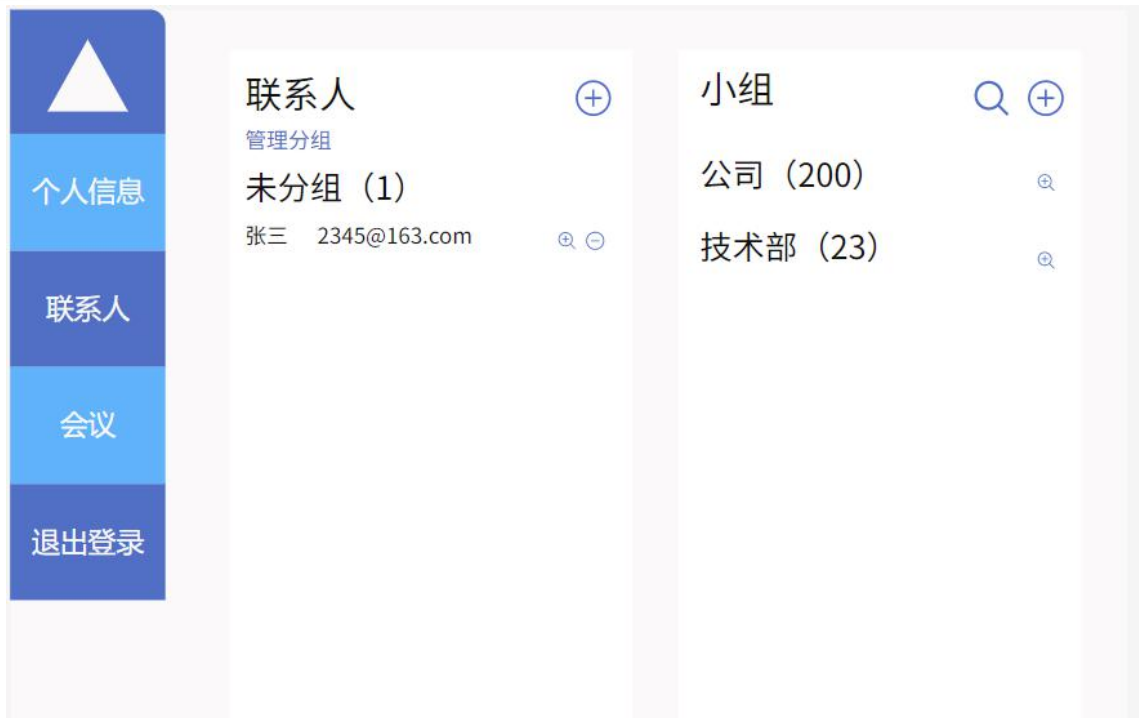 个人信息
联系人
会议
退出登录
联系人
管理分组
未分组（1）
张三 2345@163.com
小组
公司（200）
技术部（23）